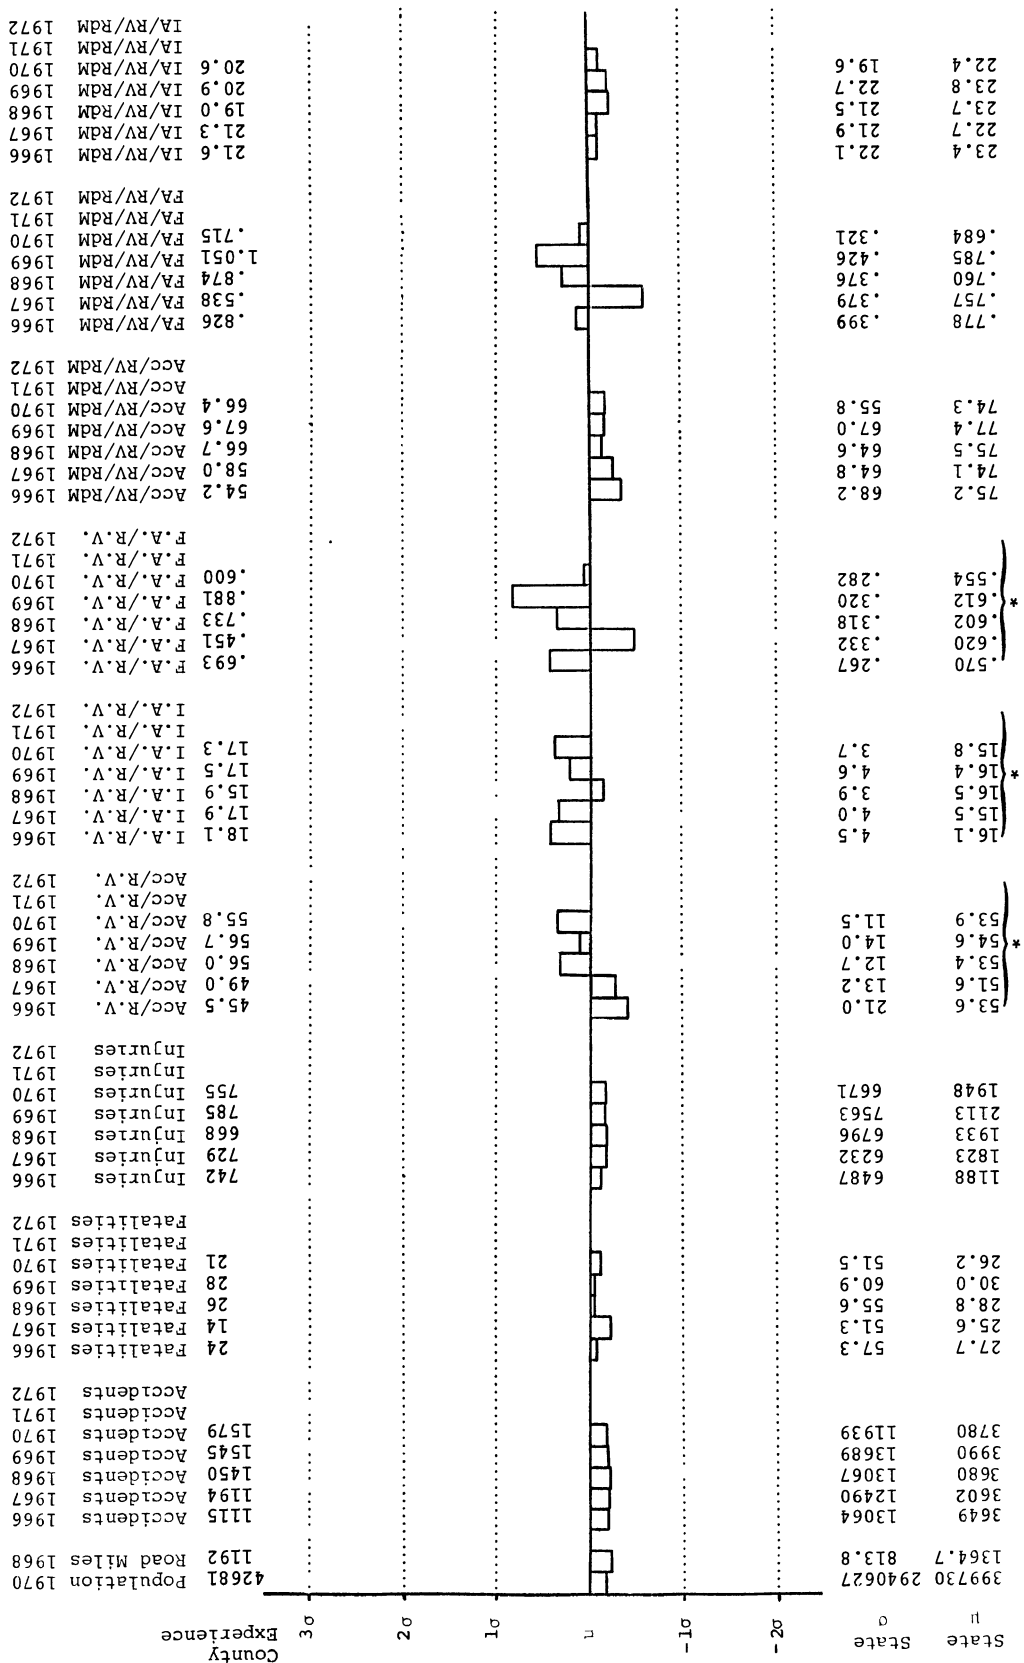 State μ State σ -2σ -1σ μ 1σ 2σ 3σ County Experience
399730 2940627 42681 Population 1970
1364.7 813.8 1192 Road Miles 1968
3649 13064 1115 Accidents 1966
3602 12490 1194 Accidents 1967
3680 13067 1450 Accidents 1968
3990 13689 1545 Accidents 1969
3780 11939 1579 Accidents 1970
Accidents 1971
Accidents 1972
27.7 57.3 24 Fatalities 1966
25.6 51.3 14 Fatalities 1967
28.8 55.6 26 Fatalities 1968
30.0 60.9 28 Fatalities 1969
26.2 51.5 21 Fatalities 1970
Fatalities 1971
Fatalities 1972
1188 6487 742 Injuries 1966
1823 6232 729 Injuries 1967
1933 6796 668 Injuries 1968
2113 7563 785 Injuries 1969
1948 6671 755 Injuries 1970
Injuries 1971
Injuries 1972
53.6 21.0 45.5 Acc/R.V. 1966
51.6 13.2 49.0 Acc/R.V. 1967
53.4 12.7 56.0 Acc/R.V. 1968
* 54.6 14.0 56.7 Acc/R.V. 1969
53.9 11.5 55.8 Acc/R.V. 1970
Acc/R.V. 1971
Acc/R.V. 1972
16.1 4.5 18.1 I.A./R.V. 1966
15.5 4.0 17.9 I.A./R.V. 1967
16.5 3.9 15.9 I.A./R.V. 1968
* 16.4 4.6 17.5 I.A./R.V. 1969
15.8 3.7 17.3 I.A./R.V. 1970
I.A./R.V. 1971
I.A./R.V. 1972
.570 .267 .693 F.A./R.V. 1966
.620 .332 .451 F.A./R.V. 1967
.602 .318 .733 F.A./R.V. 1968
* .612 .320 .881 F.A./R.V. 1969
.554 .282 .600 F.A./R.V. 1970
F.A./R.V. 1971
F.A./R.V. 1972
75.2 68.2 54.2 Acc/RV/RdM 1966
74.1 64.8 58.0 Acc/RV/RdM 1967
75.5 64.6 66.7 Acc/RV/RdM 1968
77.4 67.0 67.6 Acc/RV/RdM 1969
74.3 55.8 66.4 Acc/RV/RdM 1970
Acc/RV/RdM 1971
Acc/RV/RdM 1972
.778 .399 .826 FA/RV/RdM 1966
.757 .379 .538 FA/RV/RdM 1967
.760 .376 .874 FA/RV/RdM 1968
.785 .426 1.051 FA/RV/RdM 1969
.684 .321 .715 FA/RV/RdM 1970
FA/RV/RdM 1971
FA/RV/RdM 1972
23.4 22.1 21.6 IA/RV/RdM 1966
22.7 21.9 21.3 IA/RV/RdM 1967
23.7 21.5 19.0 IA/RV/RdM 1968
23.8 22.7 20.9 IA/RV/RdM 1969
22.4 19.6 20.6 IA/RV/RdM 1970
IA/RV/RdM 1971
IA/RV/RdM 1972